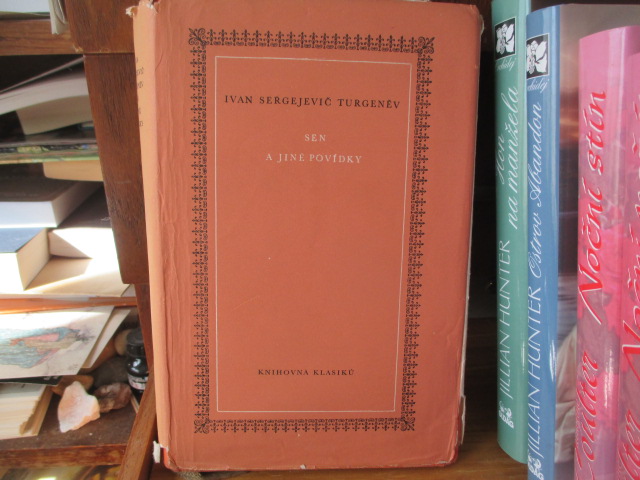 IVAN SERGEJEVIČ TURGENĚV
SEN
A JINÉ POVÍDKY
KNIHOVNA KLASIKŮ
JILLIAN HUNTER
na manžela
JILLIAN HUNTER Ostrov Abandon
Noční stín